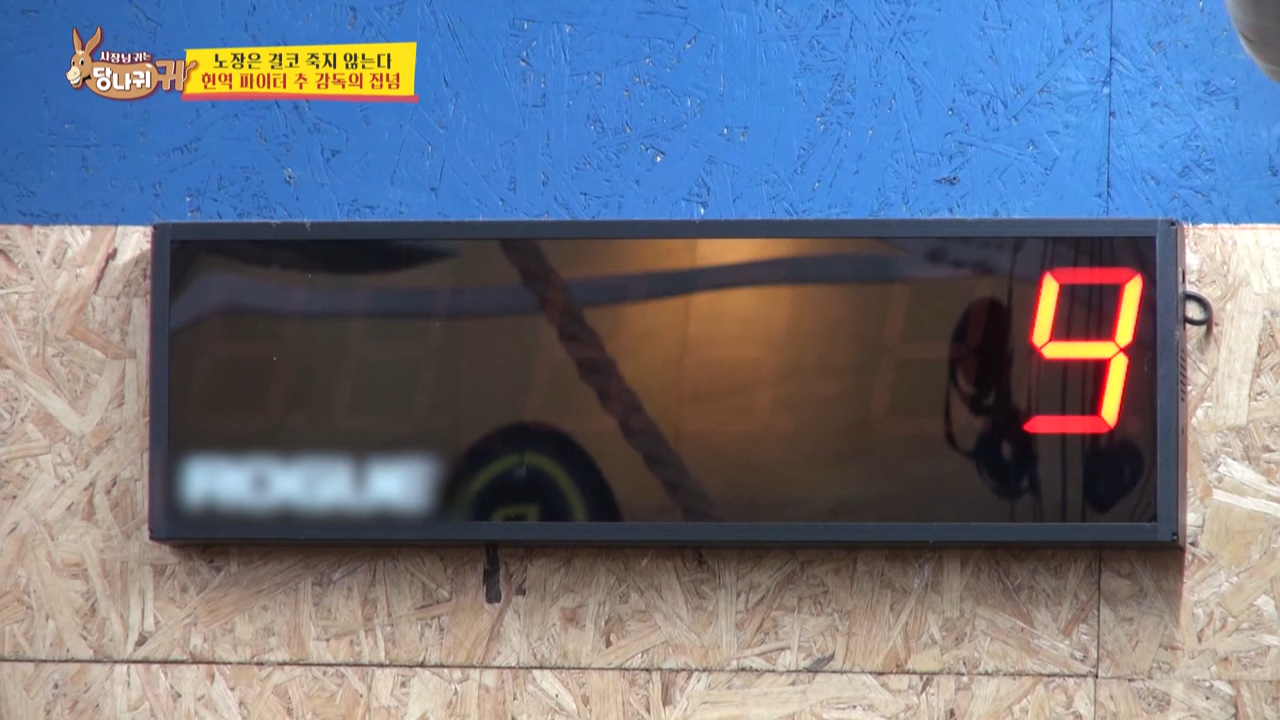 사장님 귀는
당나귀 귀
노장은 결코 죽지 않는다
현역 파이터 추 감독의 집념
9
ROGUE